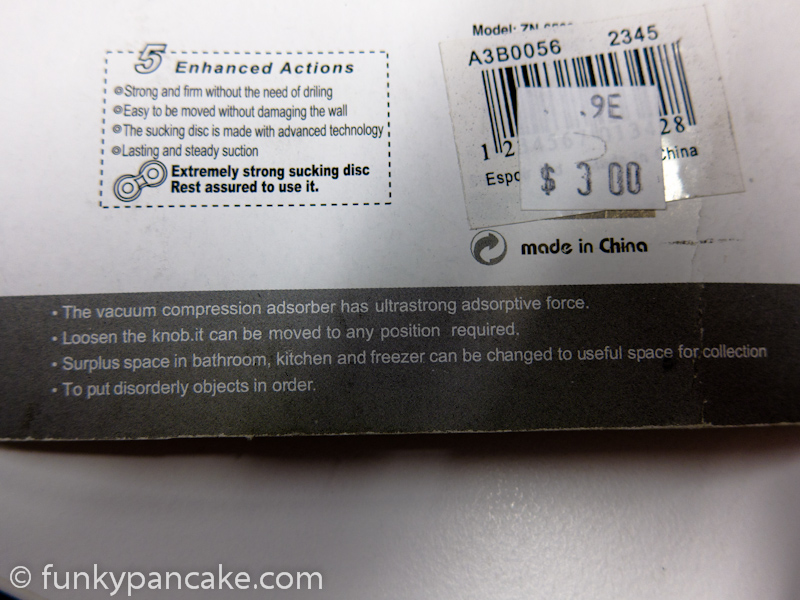 5 Enhanced Actions
Strong and firm without the need of driling
Easy to be moved without damaging the wall
The sucking disc is made with advanced technology
Lasting and steady suction
Extremely strong sucking disc
Rest assured to use it.
Model:
A3B0056 2345
.9E
$ 3 00
China
made in China
• The vacuum compression adsorber has ultrastrong adsorptive force.
• Loosen the knob.it can be moved to any position required.
• Surplus space in bathroom, kitchen and freezer can be changed to useful space for collection
• To put disorderly objects in order.
© funkypancake.com